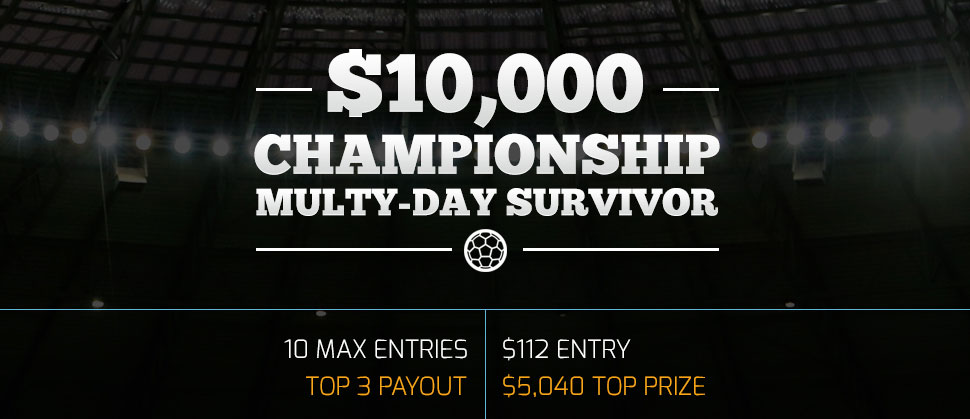 $10,000
CHAMPIONSHIP
MULTY-DAY SURVIVOR
10 MAX ENTRIES
TOP 3 PAYOUT
$112 ENTRY
$5,040 TOP PRIZE